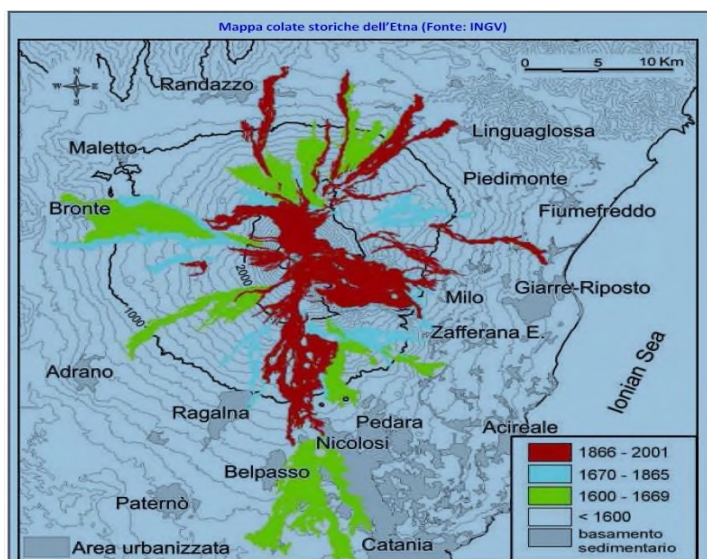 Mappa colate storiche dell'Etna (Fonte: INGV)
N
W E
S
0 5 10 Km
Randazzo
Linguaglossa
Maletto
Piedimonte
Bronte
Fiumefreddo
2000
Giarre-Riposto
1000
Milo
Zafferana E.
Adrano
Ionian Sea
Ragalna
Pedara
Acireale
Nicolosi
Belpasso
Paternò
Catania
Area urbanizzata
1866 - 2001
1670 - 1865
1600 - 1669
< 1600
basamento
sedimentario